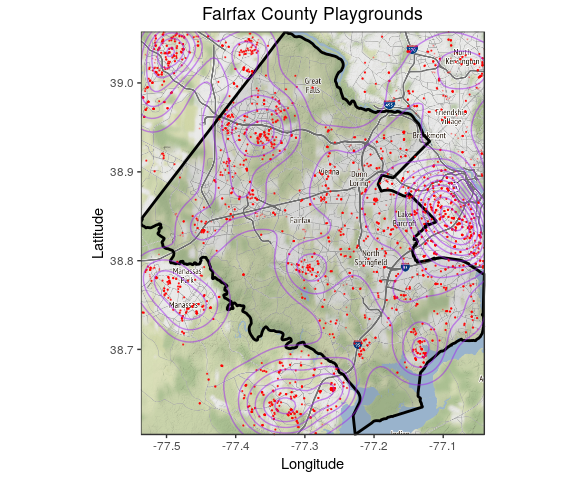 Fairfax County Playgrounds
North
Kensington
Great
Falls
39.0
Friendship
Village
Brookmont
Vienna
Dunn
Loring
38.9
Lake
Barcroft
Fairfax
North
Springfield
38.8
Manassas
Park
Manassas
38.7
A
-77.5
-77.4
-77.3
-77.2
-77.1
Longitude
Latitude